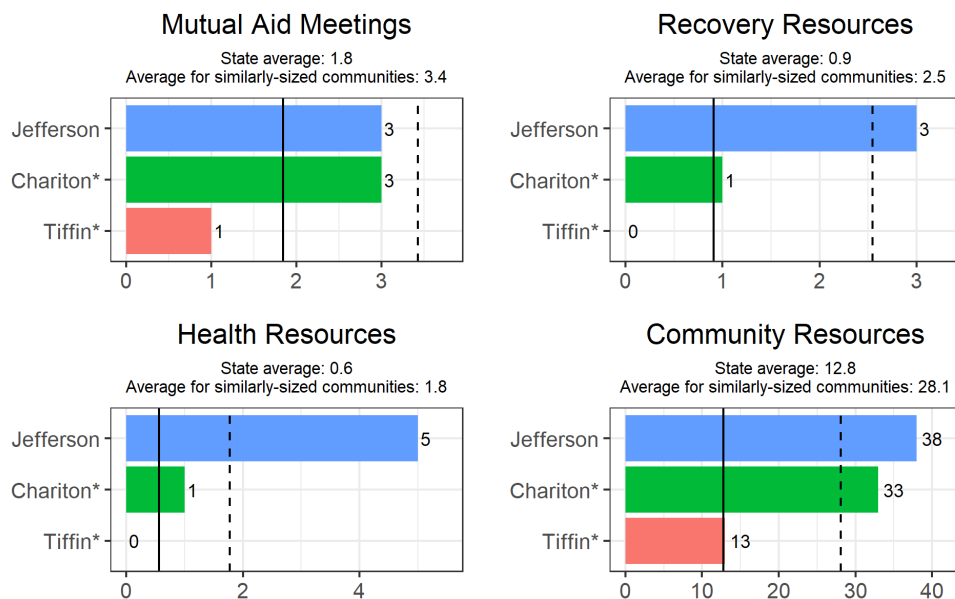 Mutual Aid Meetings
State average: 1.8
Average for similarly-sized communities: 3.4
Jefferson
3
Chariton*
3
Tiffin*
1
0 1 2 3
Recovery Resources
State average: 0.9
Average for similarly-sized communities: 2.5
Jefferson
3
Chariton*
1
Tiffin*
0
0 1 2 3
Health Resources
State average: 0.6
Average for similarly-sized communities: 1.8
Jefferson
5
Chariton*
1
Tiffin*
0
0 2 4
Community Resources
State average: 12.8
Average for similarly-sized communities: 28.1
Jefferson
38
Chariton*
33
Tiffin*
13
0 10 20 30 40